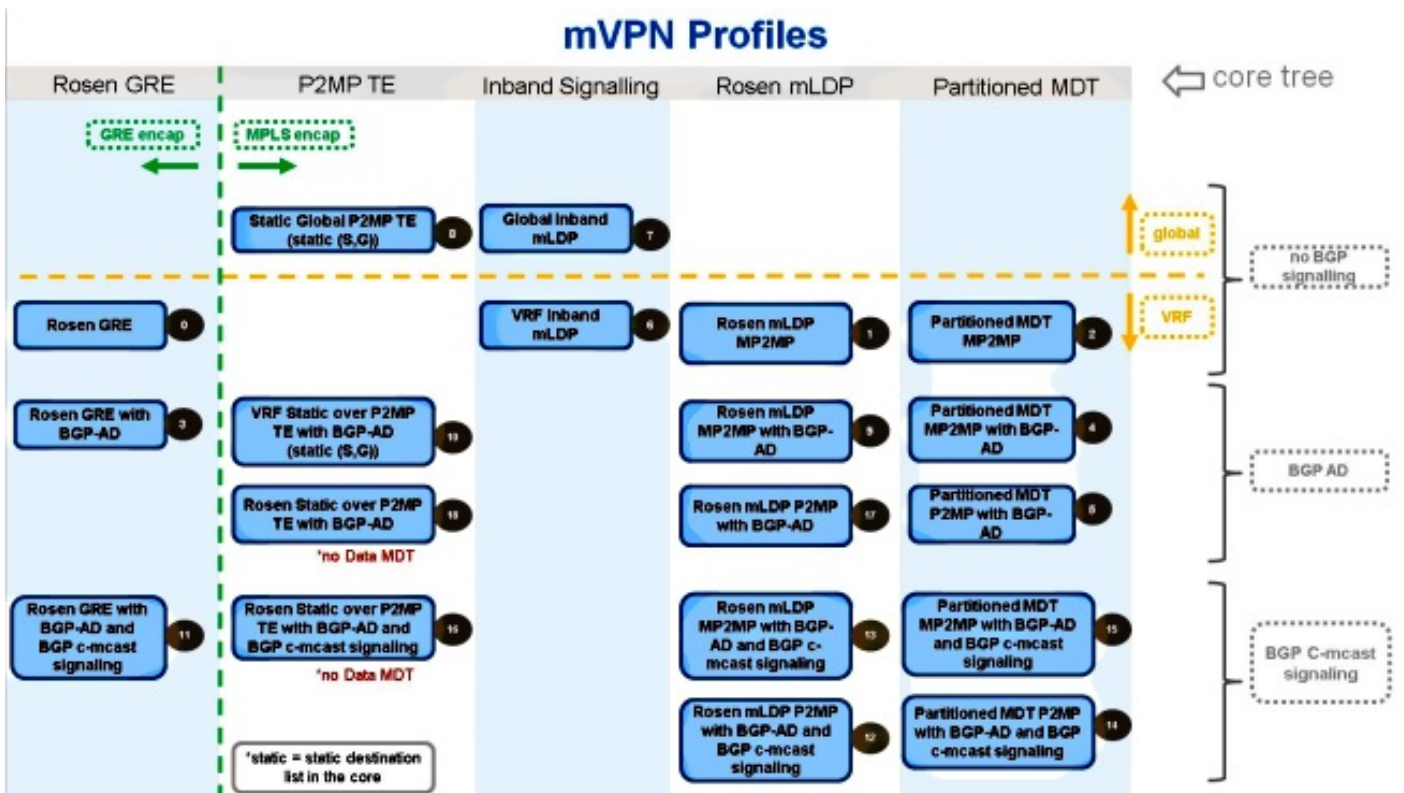 mVPN Profiles
Rosen GRE
P2MP TE
Inband Signalling
Rosen mLDP
Partitioned MDT
core tree
GRE encap
MPLS encap
Static Global P2MP TE
(static (S,G))
8
Global Inband
mLDP
7
global
no BGP
signalling
Rosen GRE
0
VRF Inband
mLDP
6
Rosen mLDP
MP2MP
1
Partitioned MDT
MP2MP
2
VRF
Rosen GRE with
BGP-AD
3
VRF Static over P2MP
TE with BGP-AD
(static (S,G))
10
Rosen mLDP
MP2MP with BGP-
AD
9
Partitioned MDT
MP2MP with BGP-
AD
4
BGP AD
Rosen Static over P2MP
TE with BGP-AD
18
*no Data MDT
Rosen mLDP P2MP
with BGP-AD
17
Partitioned MDT
P2MP with BGP-
AD
5
Rosen GRE with
BGP-AD and
BGP c-mcast
signaling
11
Rosen Static over P2MP
TE with BGP-AD and
BGP c-mcast signaling
16
*no Data MDT
Rosen mLDP
MP2MP with BGP-
AD and BGP c-
mcast signaling
13
Partitioned MDT
MP2MP with BGP-AD
and BGP c-mcast
signaling
15
BGP C-mcast
signaling
Rosen mLDP P2MP
with BGP-AD and
BGP c-mcast
signaling
12
Partitioned MDT P2MP
with BGP-AD and BGP
c-mcast signaling
14
*static = static destination
list in the core